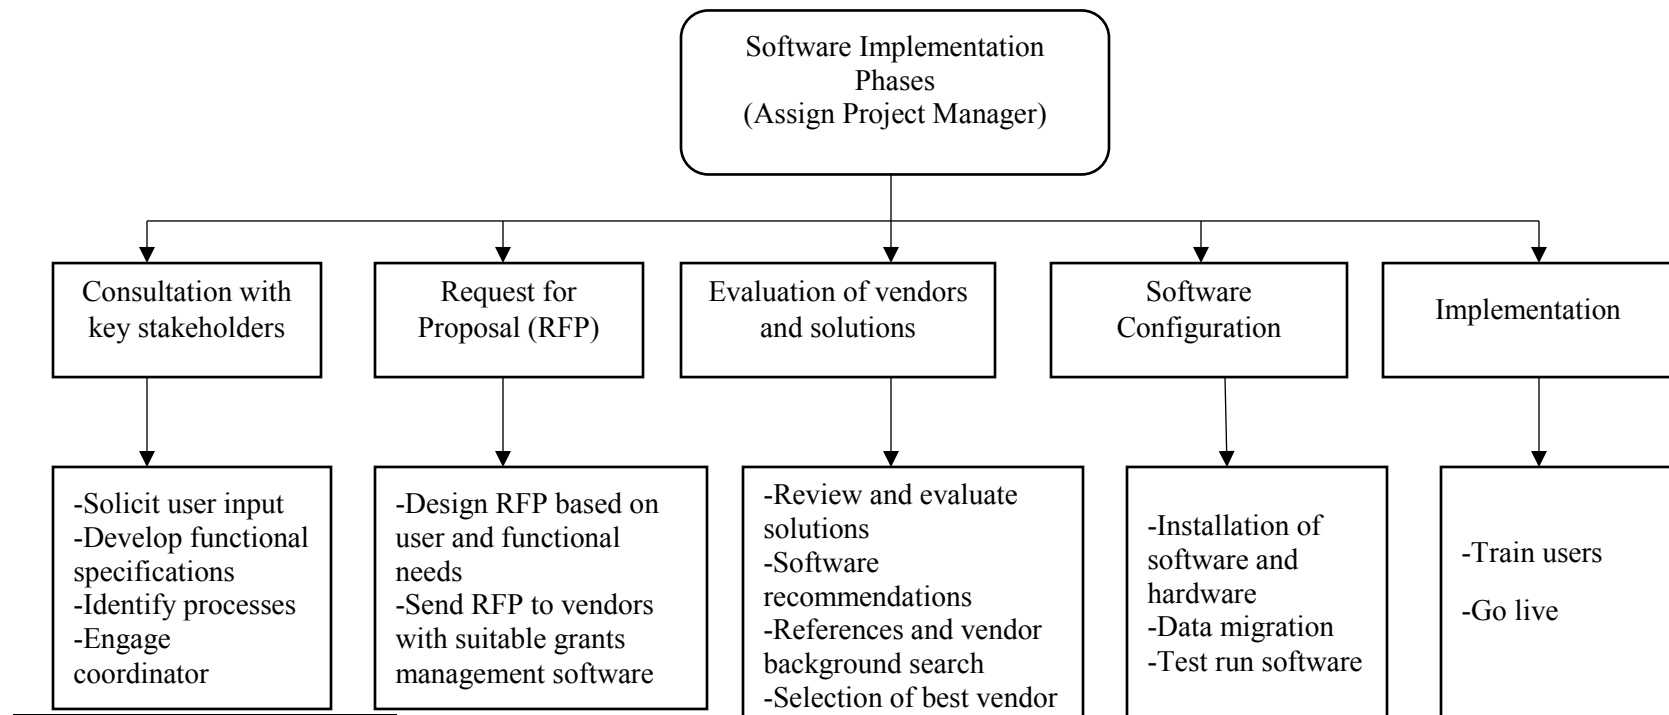 Software Implementation
Phases
(Assign Project Manager)
Consultation with
key stakeholders
Request for
Proposal (RFP)
Evaluation of vendors
and solutions
Software
Configuration
Implementation
-Solicit user input
-Develop functional
specifications
-Identify processes
-Engage
coordinator
-Design RFP based on
user and functional
needs
-Send RFP to vendors
with suitable grants
management software
-Review and evaluate
solutions
-Software
recommendations
-References and vendor
background search
-Selection of best vendor
-Installation of
software and
hardware
-Data migration
-Test run software
-Train users
-Go live